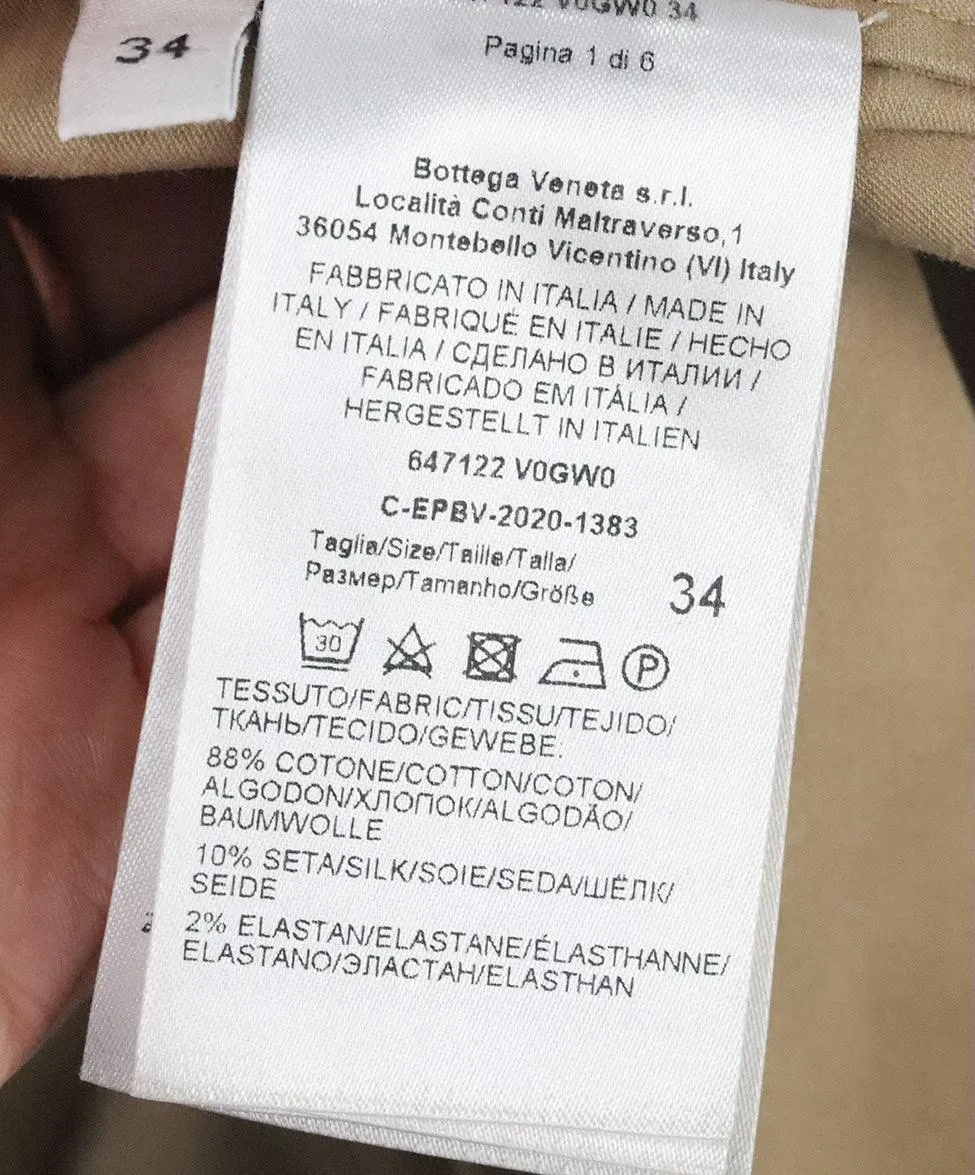 34
122 V0GW0 34
Pagina 1 di 6
Bottega Veneta s.r.l.
Località Conti Maltraverso,1
36054 Montebello Vicentino (VI) Italy
FABBRICATO IN ITALIA / MADE IN
ITALY / FABRIQUÉ EN ITALIE / HECHO
EN ITALIA / СДЕЛАНО В ИТАЛИИ /
FABRICADO EM ITÁLIA /
HERGESTELLT IN ITALIEN
647122 V0GW0
C-EPBV-2020-1383
Taglia/Size/Taille/Talla/
Размер/Tamanho/Größe
34
30
P
TESSUTO/FABRIC/TISSU/TEJIDO/
ТКАНЬ/TECIDO/GEWEBE:
88% COTONE/COTTON/COTON/
ALGODON/ХЛОПОК/ALGODÃO/
BAUMWOLLE
10% SETA/SILK/SOIE/SEDA/ШЁЛК/
SEIDE
2% ELASTAN/ELASTANE/ÉLASTHANNE/
ELASTANO/ЭЛАСТАН/ELASTHAN